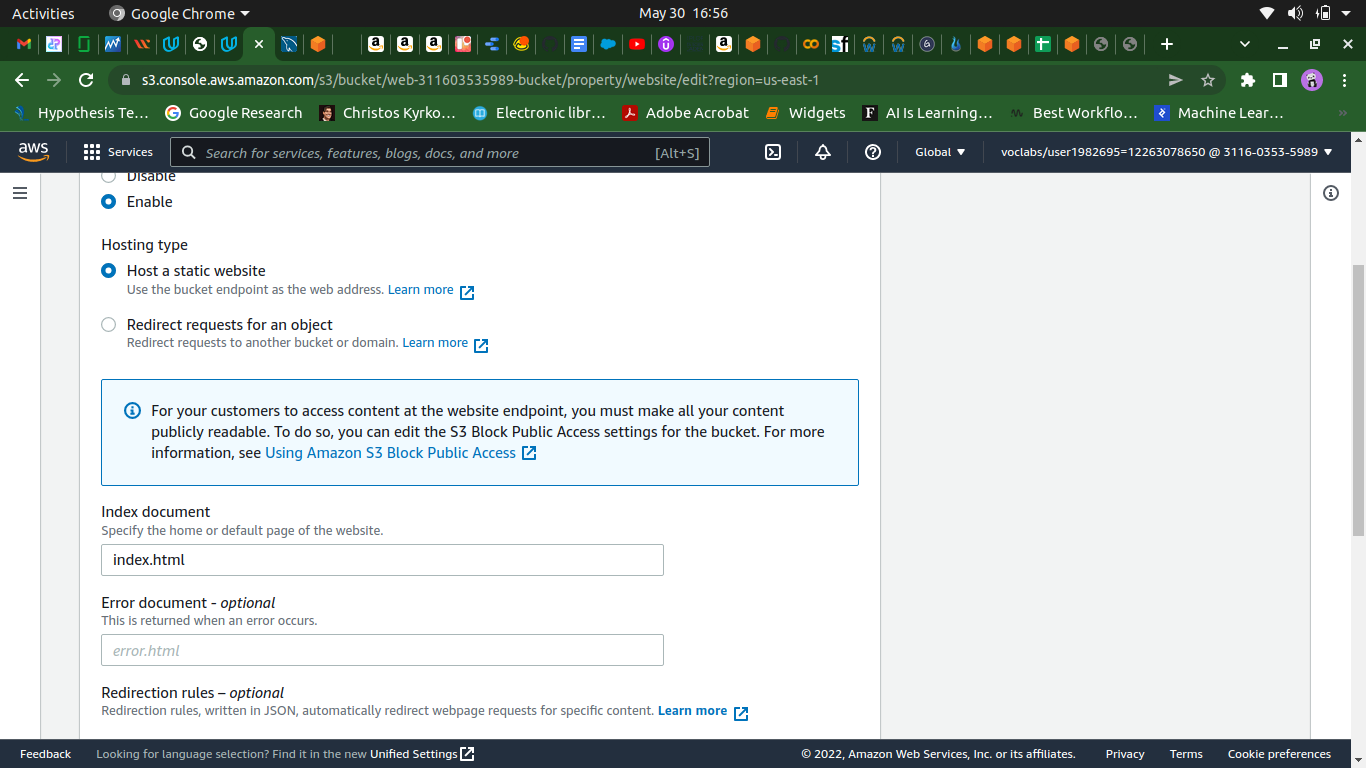 Activities
Google Chrome
May 30 16:56
s3.console.aws.amazon.com/s3/bucket/web-311603535989-bucket/property/website/edit?region=us-east-1
Hypothesis Te...
Google Research
Christos Kyrko...
Electronic libr...
Adobe Acrobat
Widgets
AI Is Learning...
Best Workflo...
Machine Lear...
»
aws
Services
Search for services, features, blogs, docs, and more
[Alt+S]
Global
voclabs/user1982695=12263078650 @ 3116-0353-5989
Disable
Enable
Hosting type
Host a static website
Use the bucket endpoint as the web address. Learn more
Redirect requests for an object
Redirect requests to another bucket or domain. Learn more
For your customers to access content at the website endpoint, you must make all your content
publicly readable. To do so, you can edit the S3 Block Public Access settings for the bucket. For more
information, see Using Amazon S3 Block Public Access
Index document
Specify the home or default page of the website.
index.html
Error document - optional
This is returned when an error occurs.
error.html
Redirection rules – optional
Redirection rules, written in JSON, automatically redirect webpage requests for specific content. Learn more
Feedback
Looking for language selection? Find it in the new Unified Settings
© 2022, Amazon Web Services, Inc. or its affiliates.
Privacy
Terms
Cookie preferences